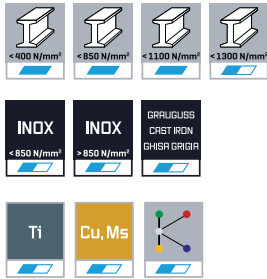 <400 N/mm²
<850 N/mm²
<1100 N/mm²
<1300 N/mm²
INOX
<850 N/mm²
INOX
>850 N/mm²
GRAUGUSS
CAST IRON
GHISA GRIGIA
Ti
Cu, Ms